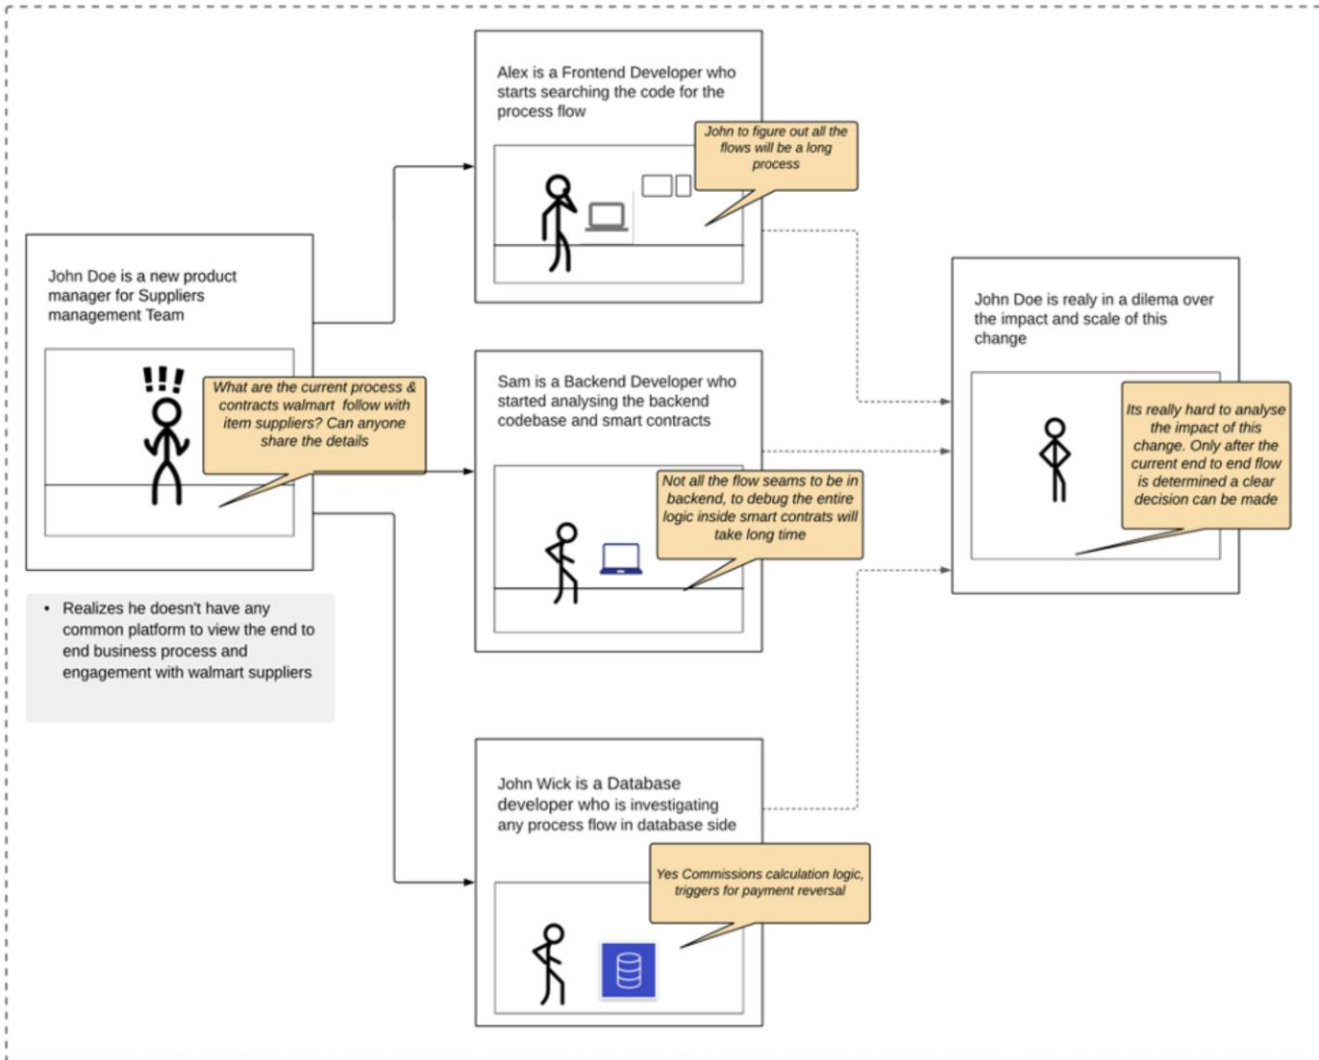 Alex is a Frontend Developer who
starts searching the code for the
process flow
John to figure out all the
flows will be a long
process
John Doe is a new product
manager for Suppliers
management Team
!!!
What are the current process &
contracts walmart follow with
item suppliers? Can anyone
share the details
Realizes he doesn't have any
common platform to view the end to
end business process and
engagement with walmart suppliers
Sam is a Backend Developer who
started analysing the backend
codebase and smart contracts
Not all the flow seams to be in
backend, to debug the entire
logic inside smart contrats will
take long time
John Wick is a Database
developer who is investigating
any process flow in database side
Yes Commissions calculation logic,
triggers for payment reversal
John Doe is realy in a dilema over
the impact and scale of this
change
Its really hard to analyse
the impact of this
change. Only after the
current end to end flow
is determined a clear
decision can be made